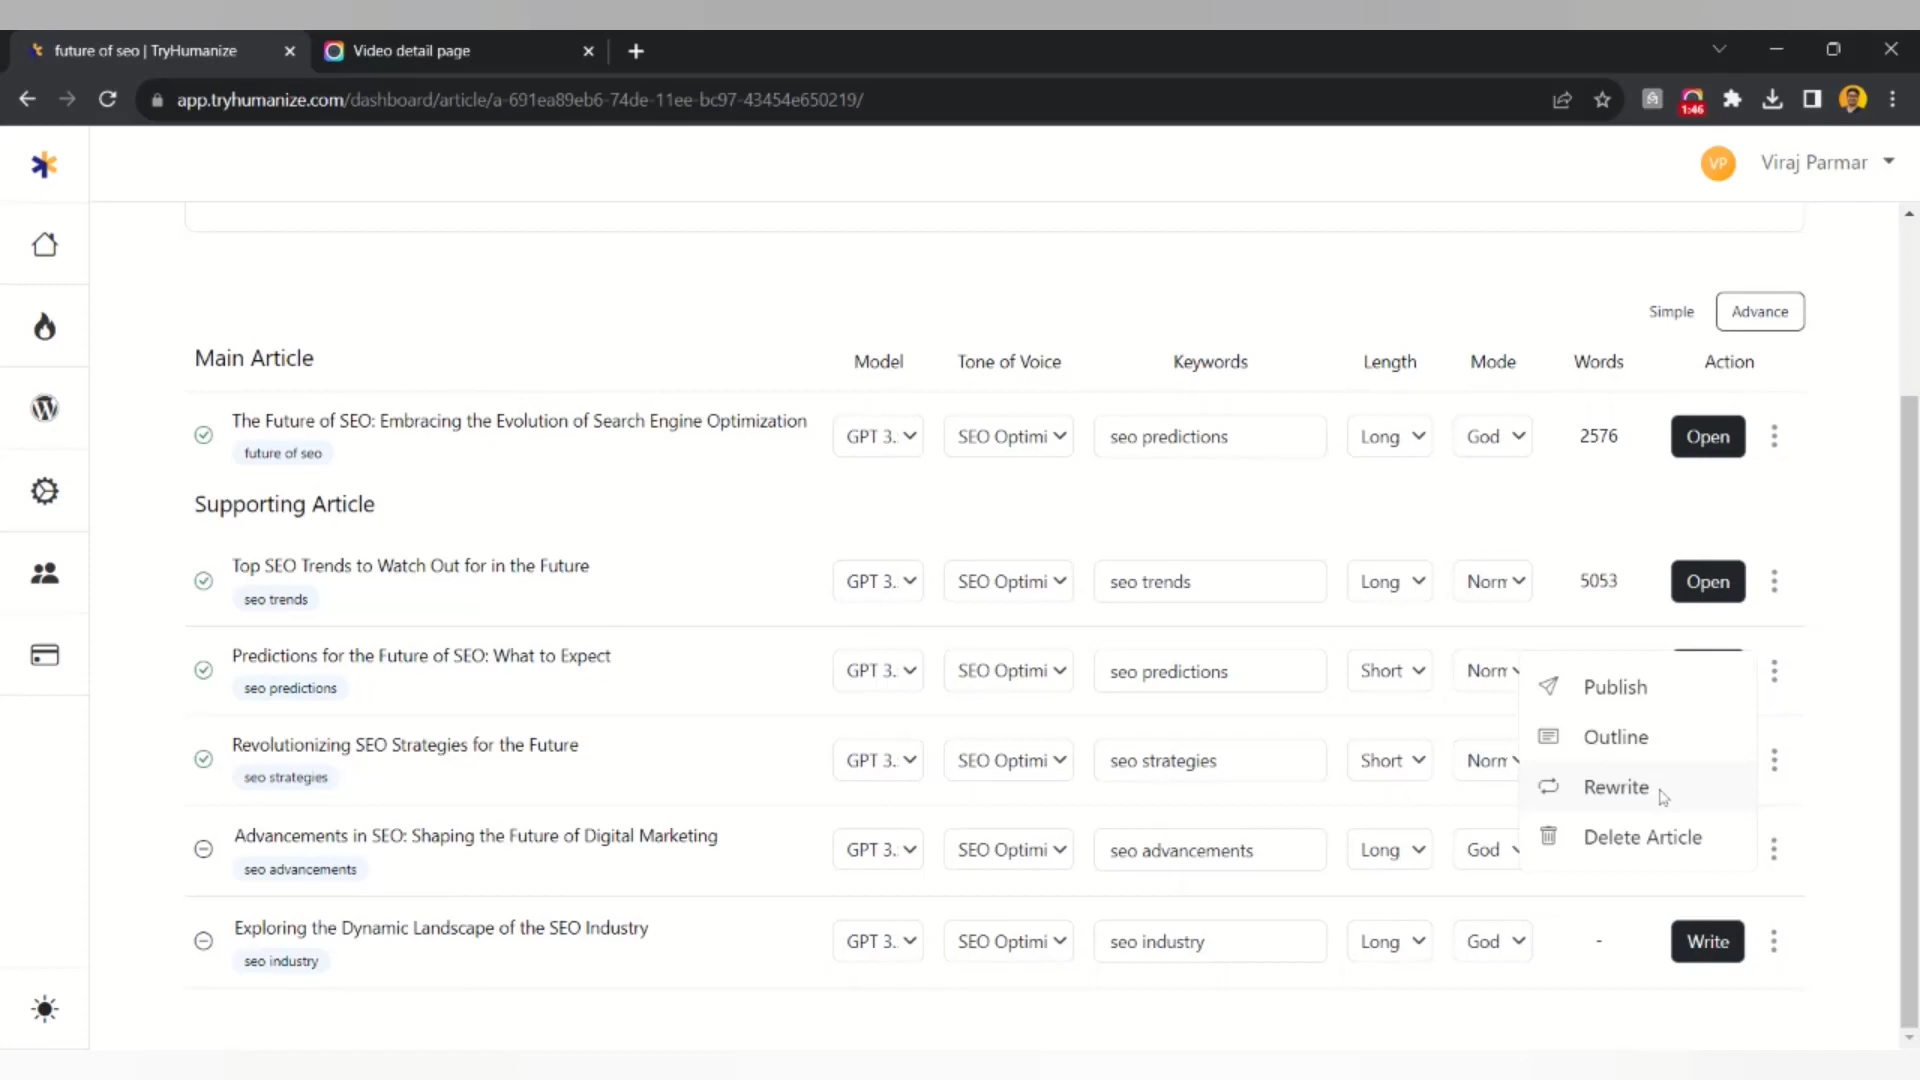 future of seo | TryHumanize
Video detail page
app.tryhumanize.com/dashboard/article/a-691ea89eb6-74de-11ee-bc97-43454e650219/
1:46
VP
Viraj Parmar
Simple
Advance
Main Article
Model
Tone of Voice
Keywords
Length
Mode
Words
Action
The Future of SEO: Embracing the Evolution of Search Engine Optimization
future of seo
GPT 3.
SEO Optimi
seo predictions
Long
God
2576
Open
Supporting Article
Top SEO Trends to Watch Out for in the Future
seo trends
GPT 3.
SEO Optimi
seo trends
Long
Norm
5053
Open
Predictions for the Future of SEO: What to Expect
seo predictions
GPT 3.
SEO Optimi
seo predictions
Short
Norm
Publish
Outline
Revolutionizing SEO Strategies for the Future
seo strategies
GPT 3.
SEO Optimi
seo strategies
Short
Norm
Rewrite
Delete Article
Advancements in SEO: Shaping the Future of Digital Marketing
seo advancements
GPT 3.
SEO Optimi
seo advancements
Long
God
Exploring the Dynamic Landscape of the SEO Industry
seo industry
GPT 3.
SEO Optimi
seo industry
Long
God
-
Write